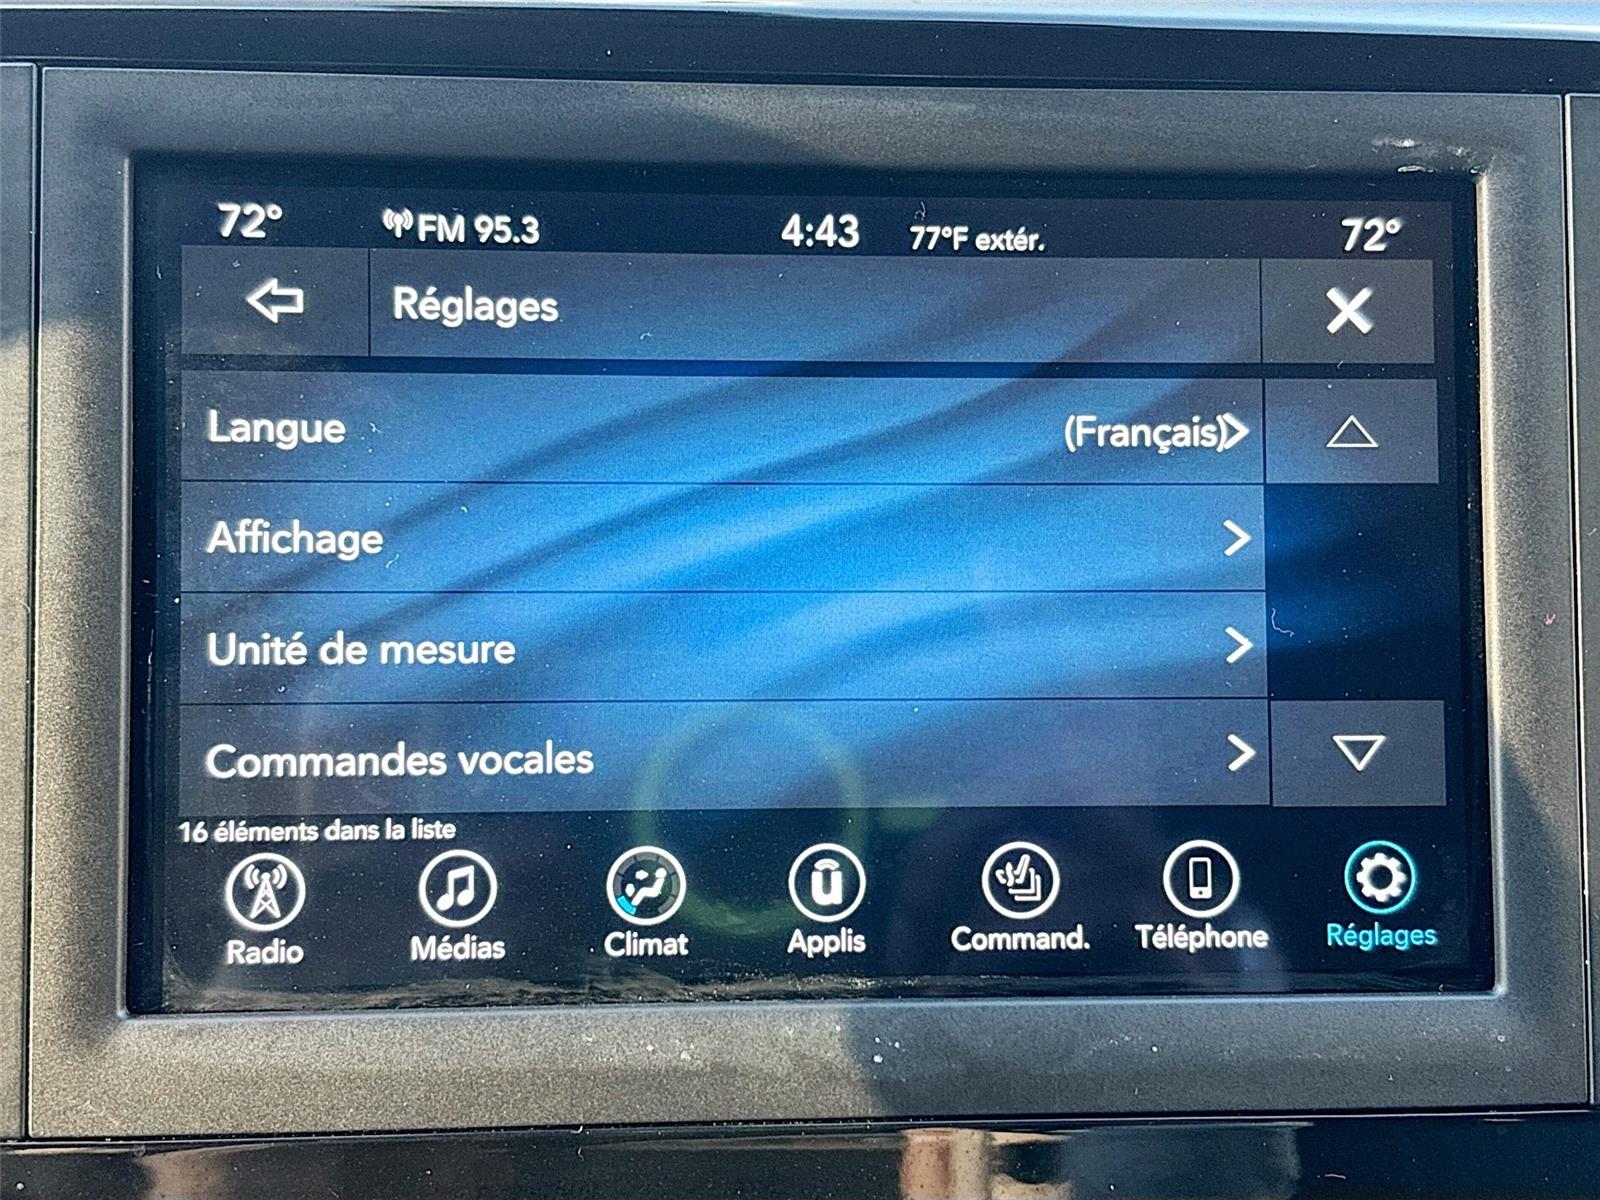 72° FM 95.3 4:43 77°F extér. 72°
Réglages
Langue (Français)
Affichage
Unité de mesure
Commandes vocales
16 éléments dans la liste
Radio Médias Climat Applis Command. Téléphone Réglages